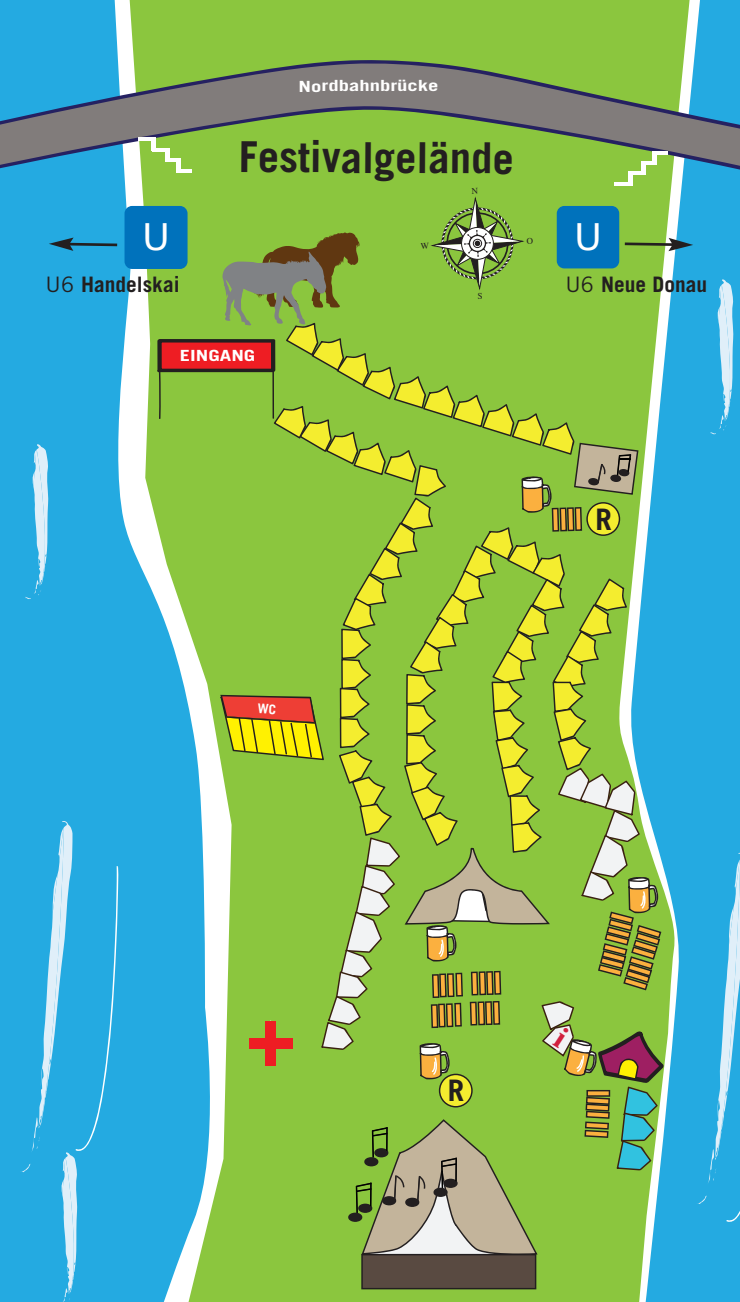 Nordbahnbrücke
Festivalgelände
N
W
O
S
U
U6 Handelskai
U
U6 Neue Donau
EINGANG
R
WC
i
R